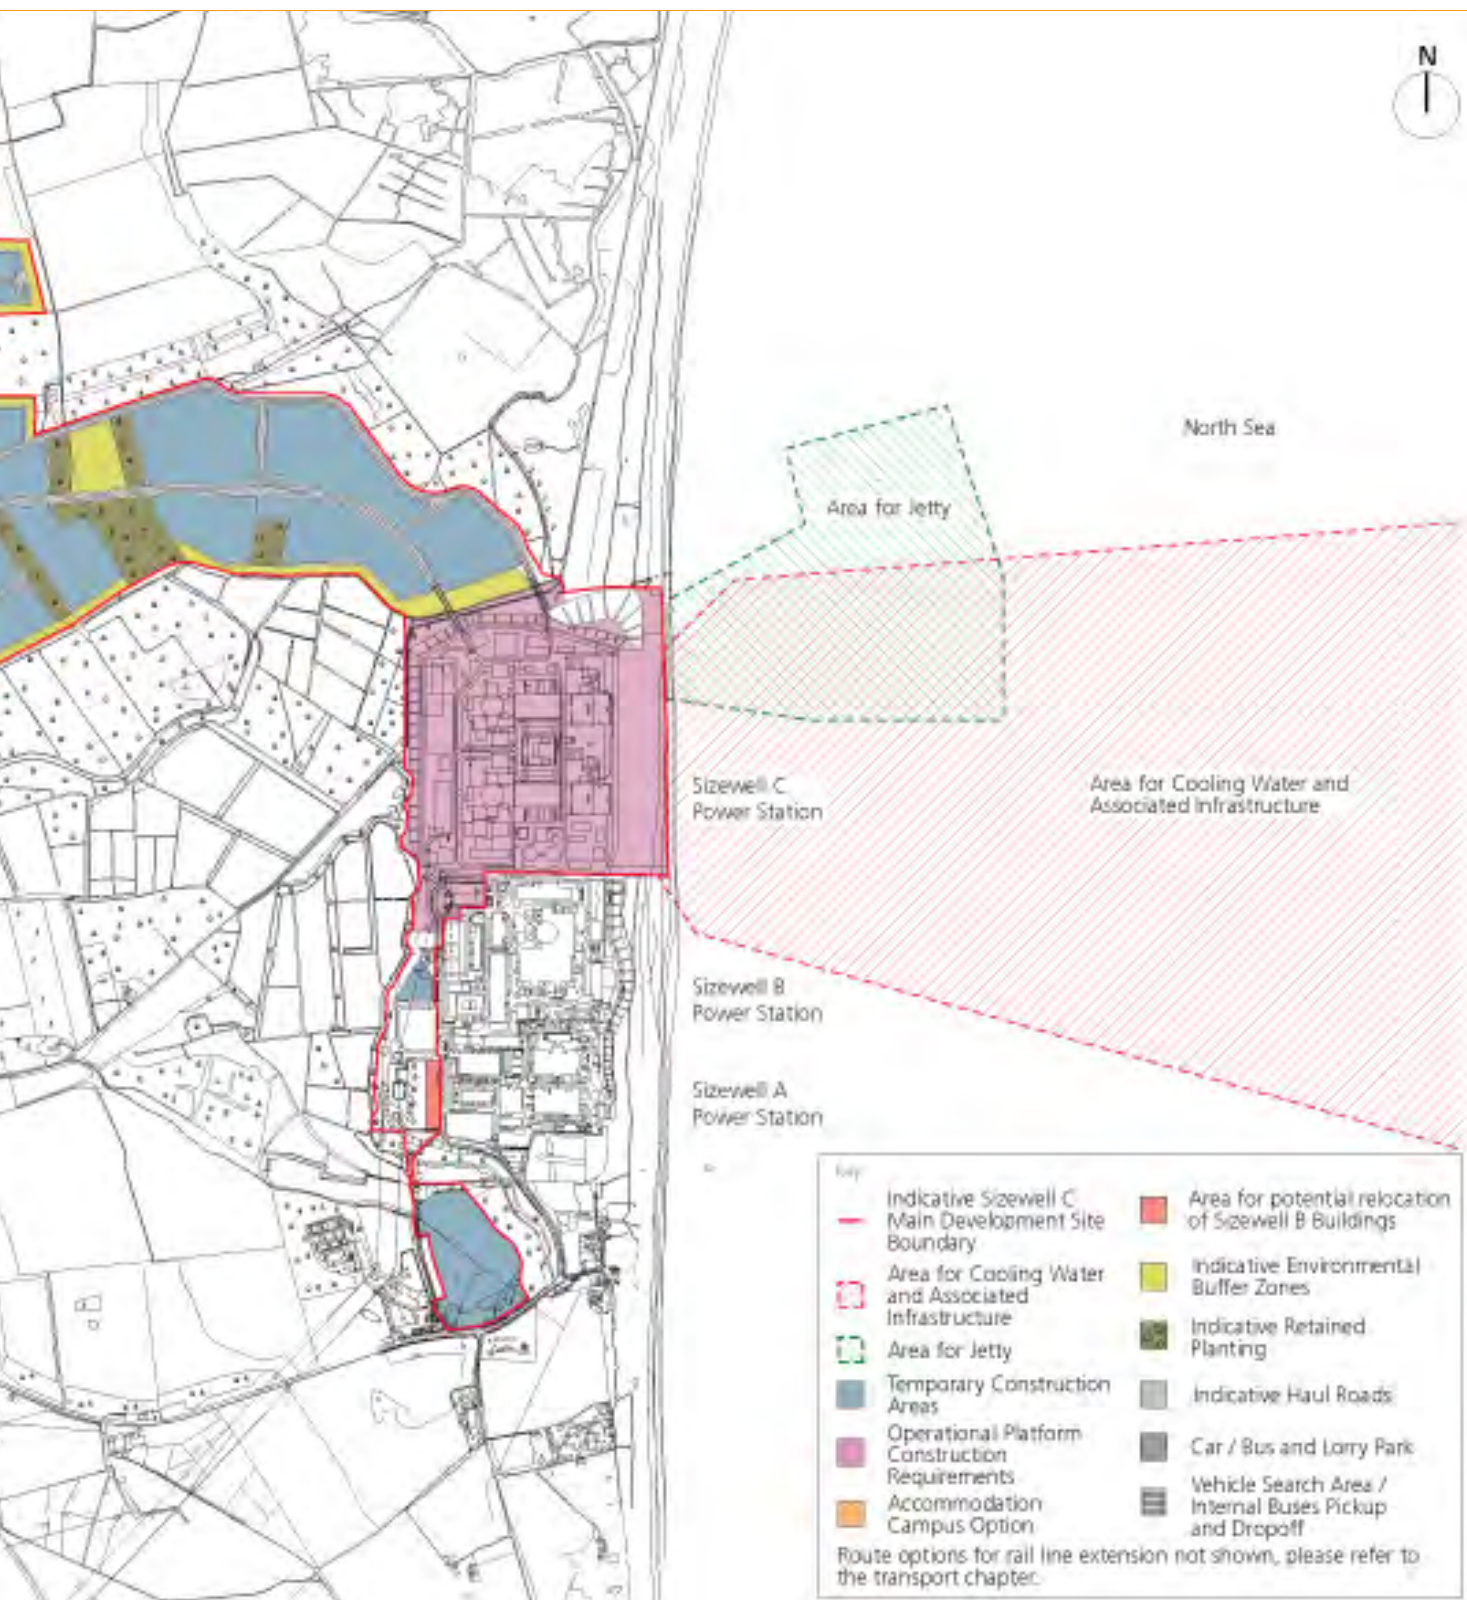 N
North Sea
Area for Jetty
Sizewell C
Power Station
Area for Cooling Water and
Associated Infrastructure
Sizewell B
Power Station
Sizewell A
Power Station
Key
Indicative Sizewell C
Main Development Site
Boundary
Area for Cooling Water
and Associated
Infrastructure
Area for Jetty
Temporary Construction
Areas
Operational Platform
Construction
Requirements
Accommodation
Campus Option
Area for potential relocation
of Sizewell B Buildings
Indicative Environmental
Buffer Zones
Indicative Retained
Planting
Indicative Haul Roads
Car / Bus and Lorry Park
Vehicle Search Area /
Internal Buses Pickup
and Dropoff
Route options for rail line extension not shown, please refer to
the transport chapter.